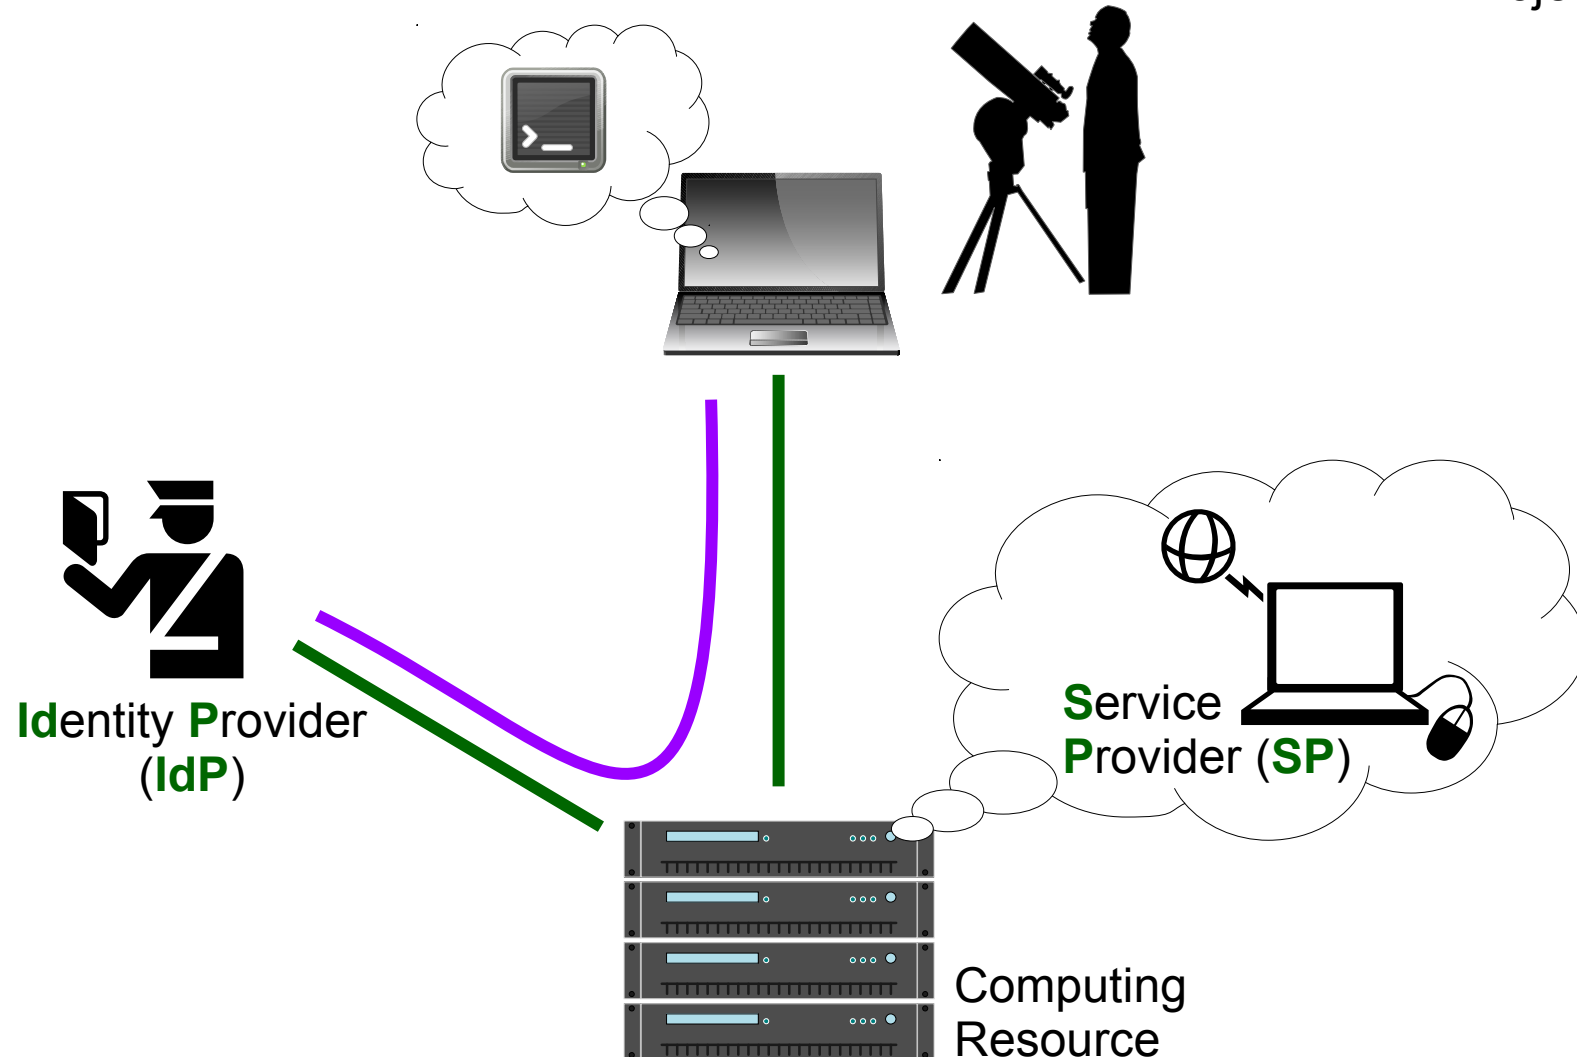 Identity Provider
(IdP)
Service
Provider (SP)
Computing
Resource